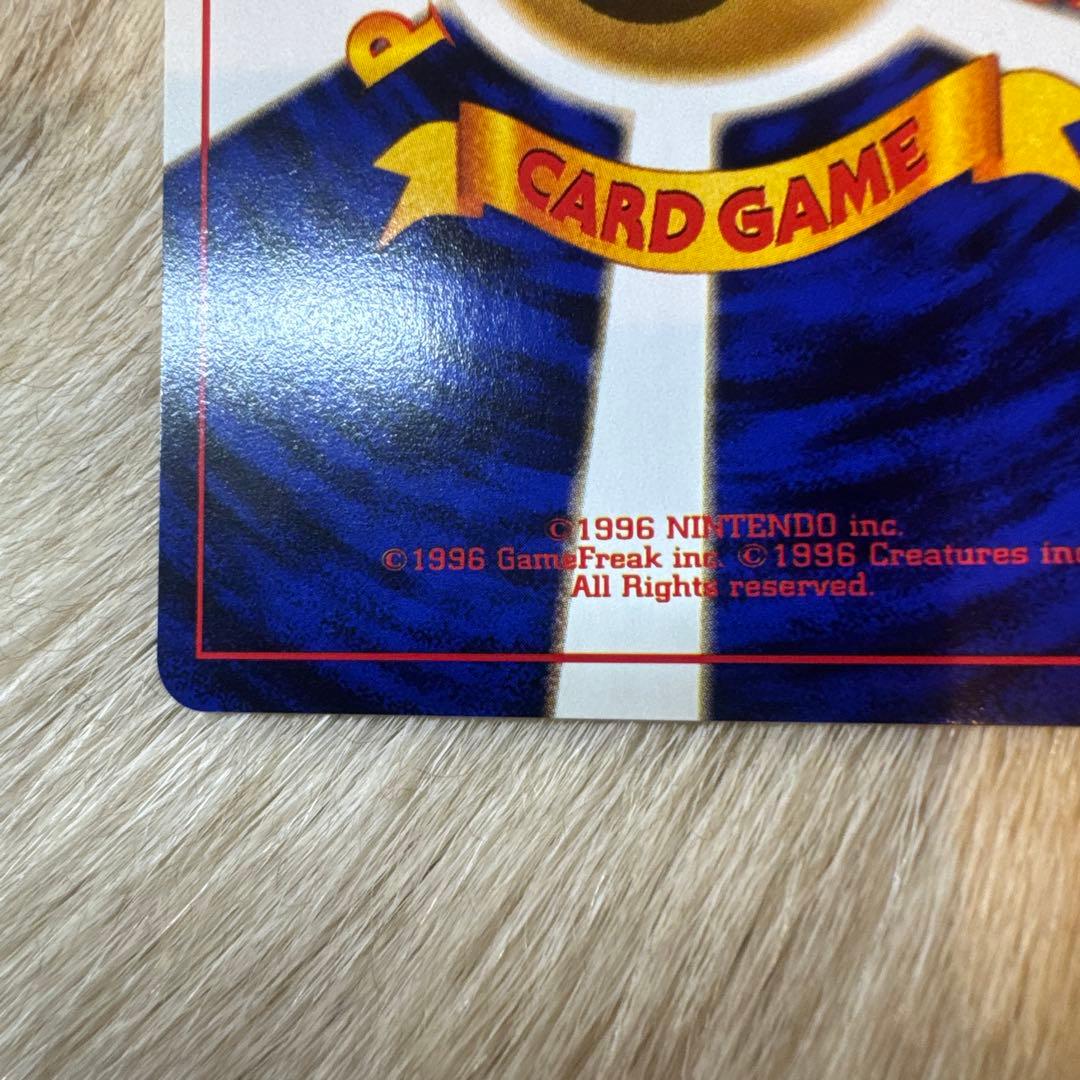 P
CARD GAME
©1996 NINTENDO inc.
©1996 GameFreak inc. ©1996 Creatures inc
All Rights reserved.